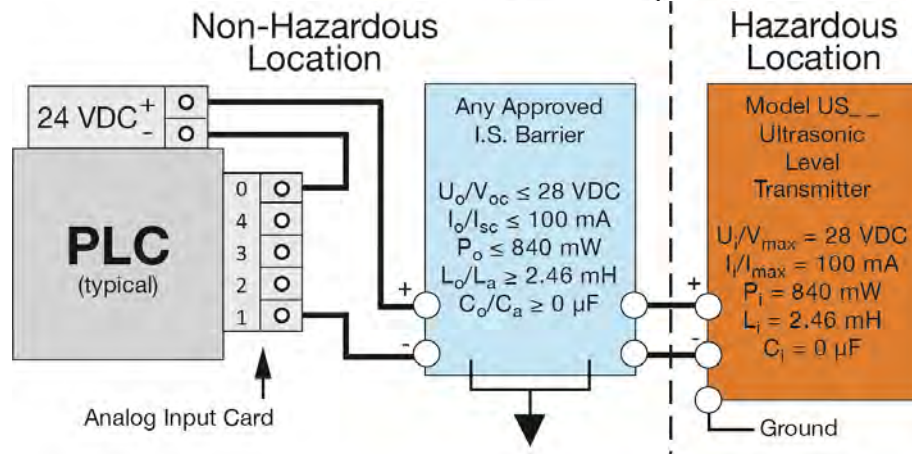 Non-Hazardous
Location
Hazardous
Location
24 VDC
+
-
0
4
3
2
1
PLC
(typical)
Analog Input Card
Any Approved
I.S. Barrier
Uₒ/Vₒc ≤ 28 VDC
Iₒ/Isc ≤ 100 mA
Pₒ ≤ 840 mW
Lₒ/Lₐ ≥ 2.46 mH
Cₒ/Cₐ ≥ 0 µF
+
-
Model US_ _
Ultrasonic
Level
Transmitter
Uᵢ/Vmax = 28 VDC
Iᵢ/Imax = 100 mA
Pᵢ = 840 mW
Lᵢ = 2.46 mH
Cᵢ = 0 µF
+
-
Ground